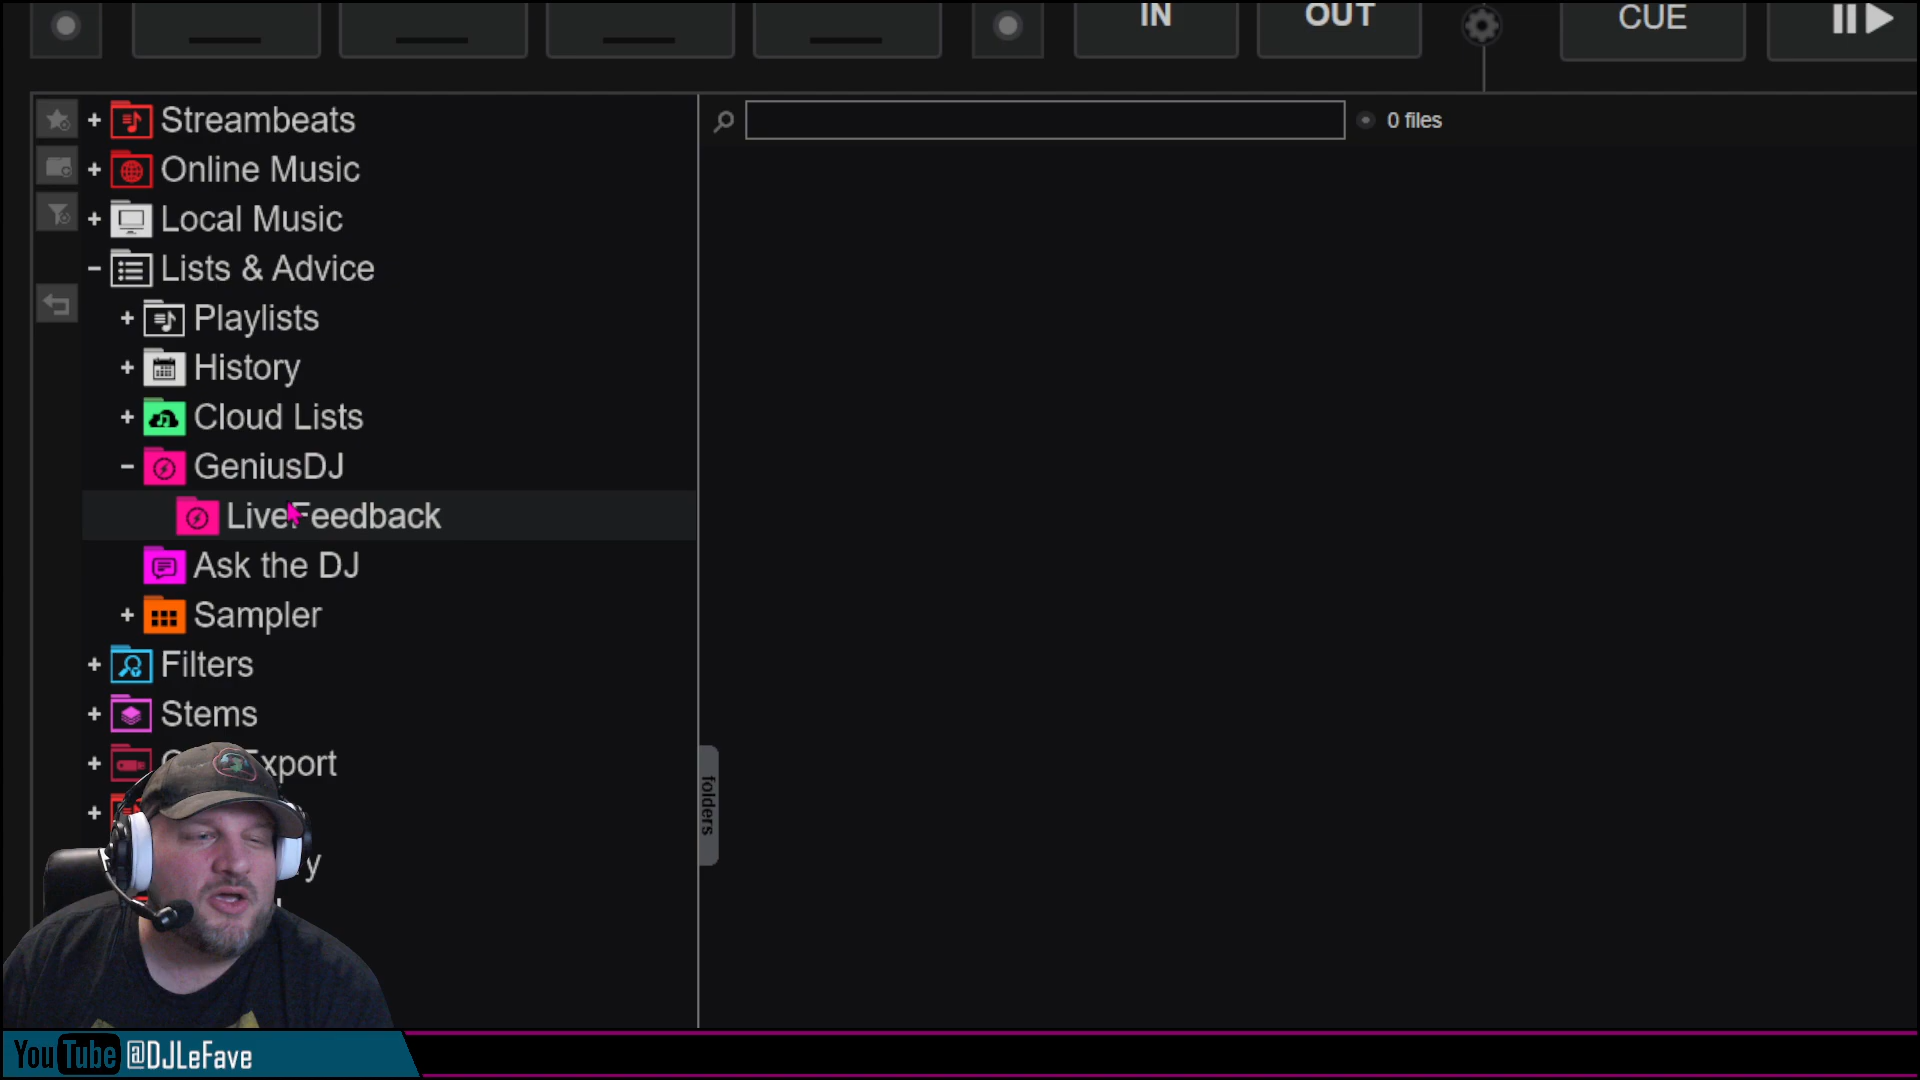 IN
OUT
CUE
Streambeats
0 files
Online Music
Local Music
Lists & Advice
Playlists
History
Cloud Lists
GeniusDJ
LiveFeedback
Ask the DJ
Sampler
Filters
Stems
folders
YouTube @DJLeFave